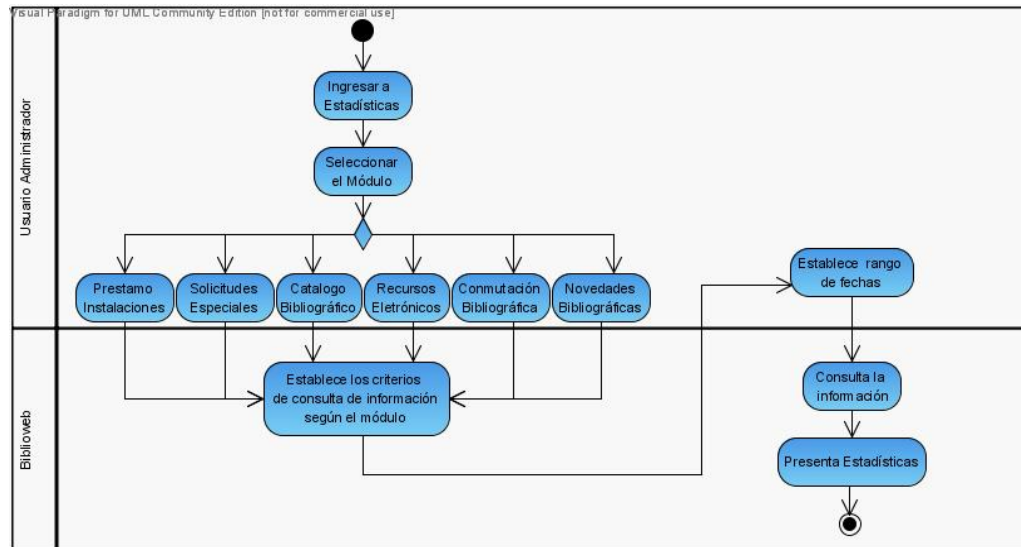 Visual Paradigm for UML Community Edition [not for commercial use]
Usuario Administrador
Ingresar a
Estadísticas
Seleccionar
el Módulo
Prestamo
Instalaciones
Solicitudes
Especiales
Catalogo
Bibliográfico
Recursos
Eletrónicos
Conmutación
Bibliográfica
Novedades
Bibliográficas
Establece rango
de fechas
Biblioweb
Establece los criterios
de consulta de información
según el módulo
Consulta la
información
Presenta Estadísticas